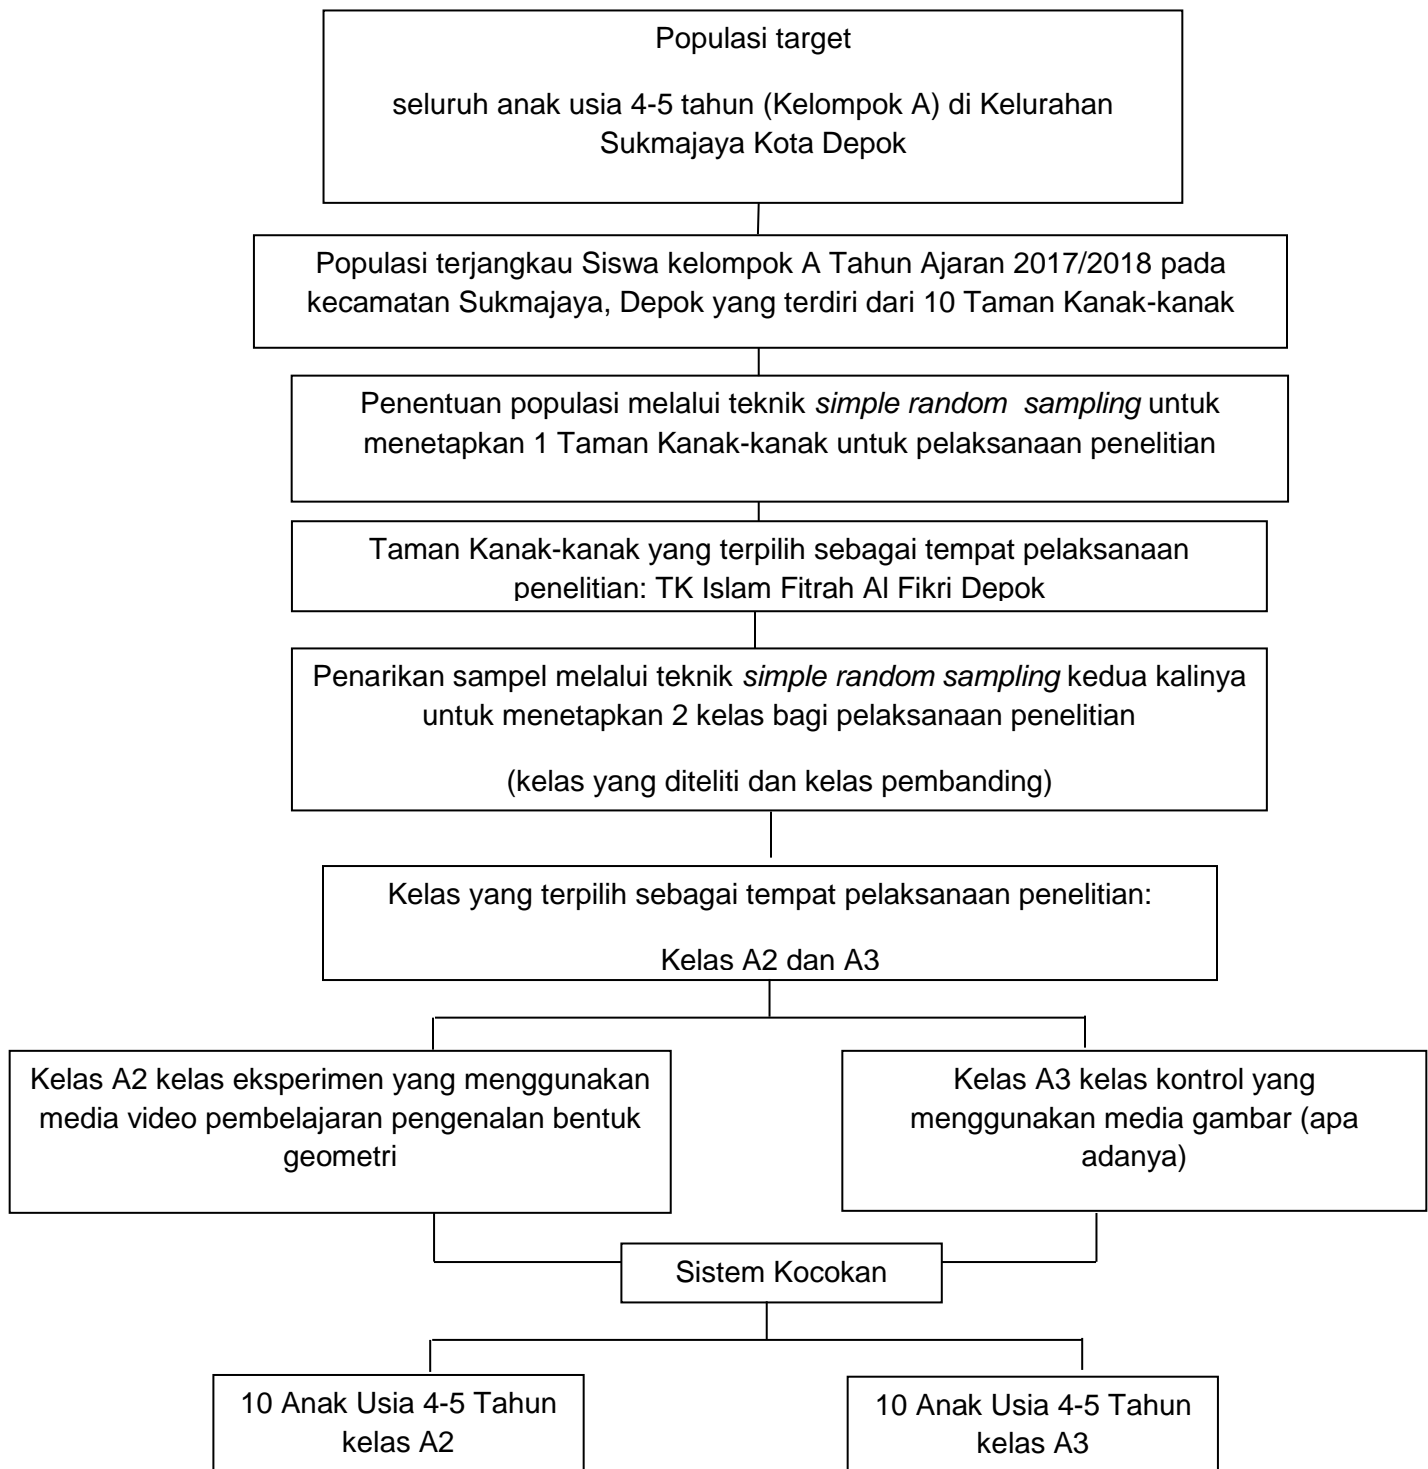 Populasi target
seluruh anak usia 4-5 tahun (Kelompok A) di Kelurahan
Sukmajaya Kota Depok
Populasi terjangkau Siswa kelompok A Tahun Ajaran 2017/2018 pada
kecamatan Sukmajaya, Depok yang terdiri dari 10 Taman Kanak-kanak
Penentuan populasi melalui teknik simple random sampling untuk
menetapkan 1 Taman Kanak-kanak untuk pelaksanaan penelitian
Taman Kanak-kanak yang terpilih sebagai tempat pelaksanaan
penelitian: TK Islam Fitrah Al Fikri Depok
Penarikan sampel melalui teknik simple random sampling kedua kalinya
untuk menetapkan 2 kelas bagi pelaksanaan penelitian
(kelas yang diteliti dan kelas pembanding)
Kelas yang terpilih sebagai tempat pelaksanaan penelitian:
Kelas A2 dan A3
Kelas A2 kelas eksperimen yang menggunakan
media video pembelajaran pengenalan bentuk
geometri
Kelas A3 kelas kontrol yang
menggunakan media gambar (apa
adanya)
Sistem Kocokan
10 Anak Usia 4-5 Tahun
kelas A2
10 Anak Usia 4-5 Tahun
kelas A3